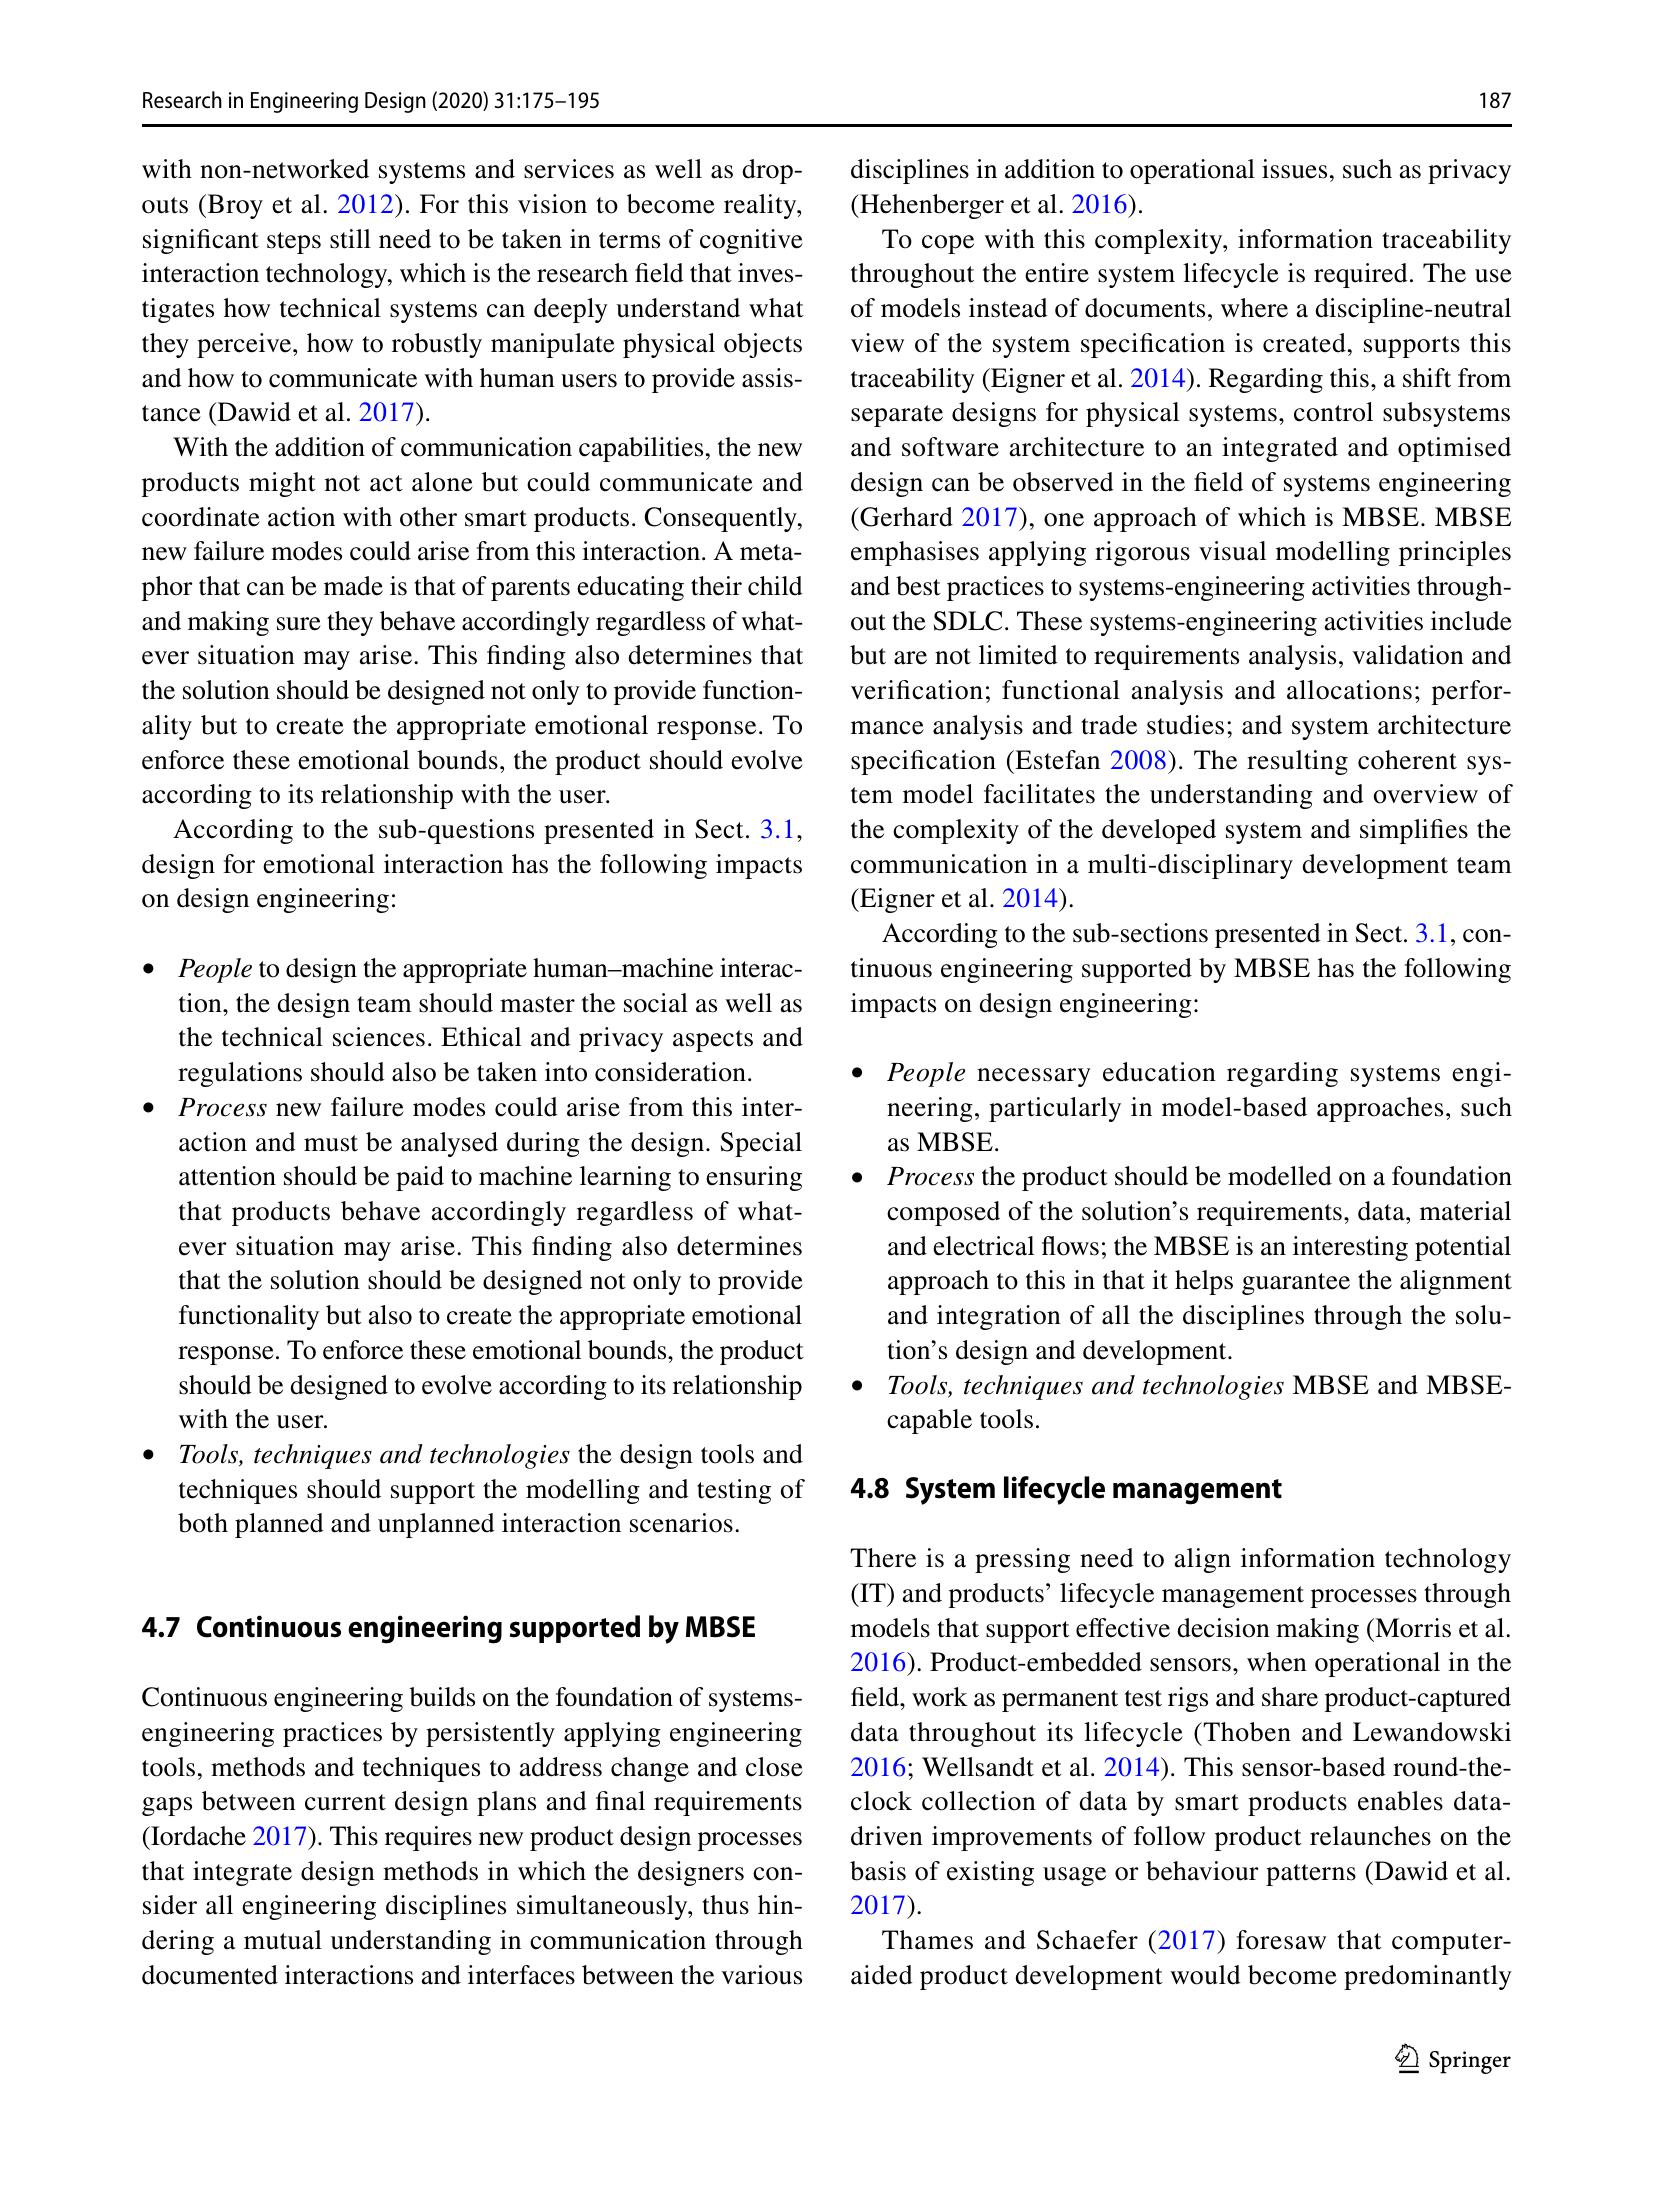 Research in Engineering Design (2020) 31:175–195
187
with non-networked systems and services as well as drop-
outs (Broy et al. 2012). For this vision to become reality,
significant steps still need to be taken in terms of cognitive
interaction technology, which is the research field that inves-
tigates how technical systems can deeply understand what
they perceive, how to robustly manipulate physical objects
and how to communicate with human users to provide assis-
tance (Dawid et al. 2017).
With the addition of communication capabilities, the new
products might not act alone but could communicate and
coordinate action with other smart products. Consequently,
new failure modes could arise from this interaction. A meta-
phor that can be made is that of parents educating their child
and making sure they behave accordingly regardless of what-
ever situation may arise. This finding also determines that
the solution should be designed not only to provide function-
ality but to create the appropriate emotional response. To
enforce these emotional bounds, the product should evolve
according to its relationship with the user.
According to the sub-questions presented in Sect. 3.1,
design for emotional interaction has the following impacts
on design engineering:
• People to design the appropriate human–machine interac-
tion, the design team should master the social as well as
the technical sciences. Ethical and privacy aspects and
regulations should also be taken into consideration.
• Process new failure modes could arise from this inter-
action and must be analysed during the design. Special
attention should be paid to machine learning to ensuring
that products behave accordingly regardless of what-
ever situation may arise. This finding also determines
that the solution should be designed not only to provide
functionality but also to create the appropriate emotional
response. To enforce these emotional bounds, the product
should be designed to evolve according to its relationship
with the user.
• Tools, techniques and technologies the design tools and
techniques should support the modelling and testing of
both planned and unplanned interaction scenarios.
4.7 Continuous engineering supported by MBSE
Continuous engineering builds on the foundation of systems-
engineering practices by persistently applying engineering
tools, methods and techniques to address change and close
gaps between current design plans and final requirements
(Iordache 2017). This requires new product design processes
that integrate design methods in which the designers con-
sider all engineering disciplines simultaneously, thus hin-
dering a mutual understanding in communication through
documented interactions and interfaces between the various
disciplines in addition to operational issues, such as privacy
(Hehenberger et al. 2016).
To cope with this complexity, information traceability
throughout the entire system lifecycle is required. The use
of models instead of documents, where a discipline-neutral
view of the system specification is created, supports this
traceability (Eigner et al. 2014). Regarding this, a shift from
separate designs for physical systems, control subsystems
and software architecture to an integrated and optimised
design can be observed in the field of systems engineering
(Gerhard 2017), one approach of which is MBSE. MBSE
emphasises applying rigorous visual modelling principles
and best practices to systems-engineering activities through-
out the SDLC. These systems-engineering activities include
but are not limited to requirements analysis, validation and
verification; functional analysis and allocations; perfor-
mance analysis and trade studies; and system architecture
specification (Estefan 2008). The resulting coherent sys-
tem model facilitates the understanding and overview of
the complexity of the developed system and simplifies the
communication in a multi-disciplinary development team
(Eigner et al. 2014).
According to the sub-sections presented in Sect. 3.1, con-
tinuous engineering supported by MBSE has the following
impacts on design engineering:
• People necessary education regarding systems engi-
neering, particularly in model-based approaches, such
as MBSE.
• Process the product should be modelled on a foundation
composed of the solution’s requirements, data, material
and electrical flows; the MBSE is an interesting potential
approach to this in that it helps guarantee the alignment
and integration of all the disciplines through the solu-
tion’s design and development.
• Tools, techniques and technologies MBSE and MBSE-
capable tools.
4.8 System lifecycle management
There is a pressing need to align information technology
(IT) and products’ lifecycle management processes through
models that support effective decision making (Morris et al.
2016). Product-embedded sensors, when operational in the
field, work as permanent test rigs and share product-captured
data throughout its lifecycle (Thoben and Lewandowski
2016; Wellsandt et al. 2014). This sensor-based round-the-
clock collection of data by smart products enables data-
driven improvements of follow product relaunches on the
basis of existing usage or behaviour patterns (Dawid et al.
2017).
Thames and Schaefer (2017) foresaw that computer-
aided product development would become predominantly
Springer